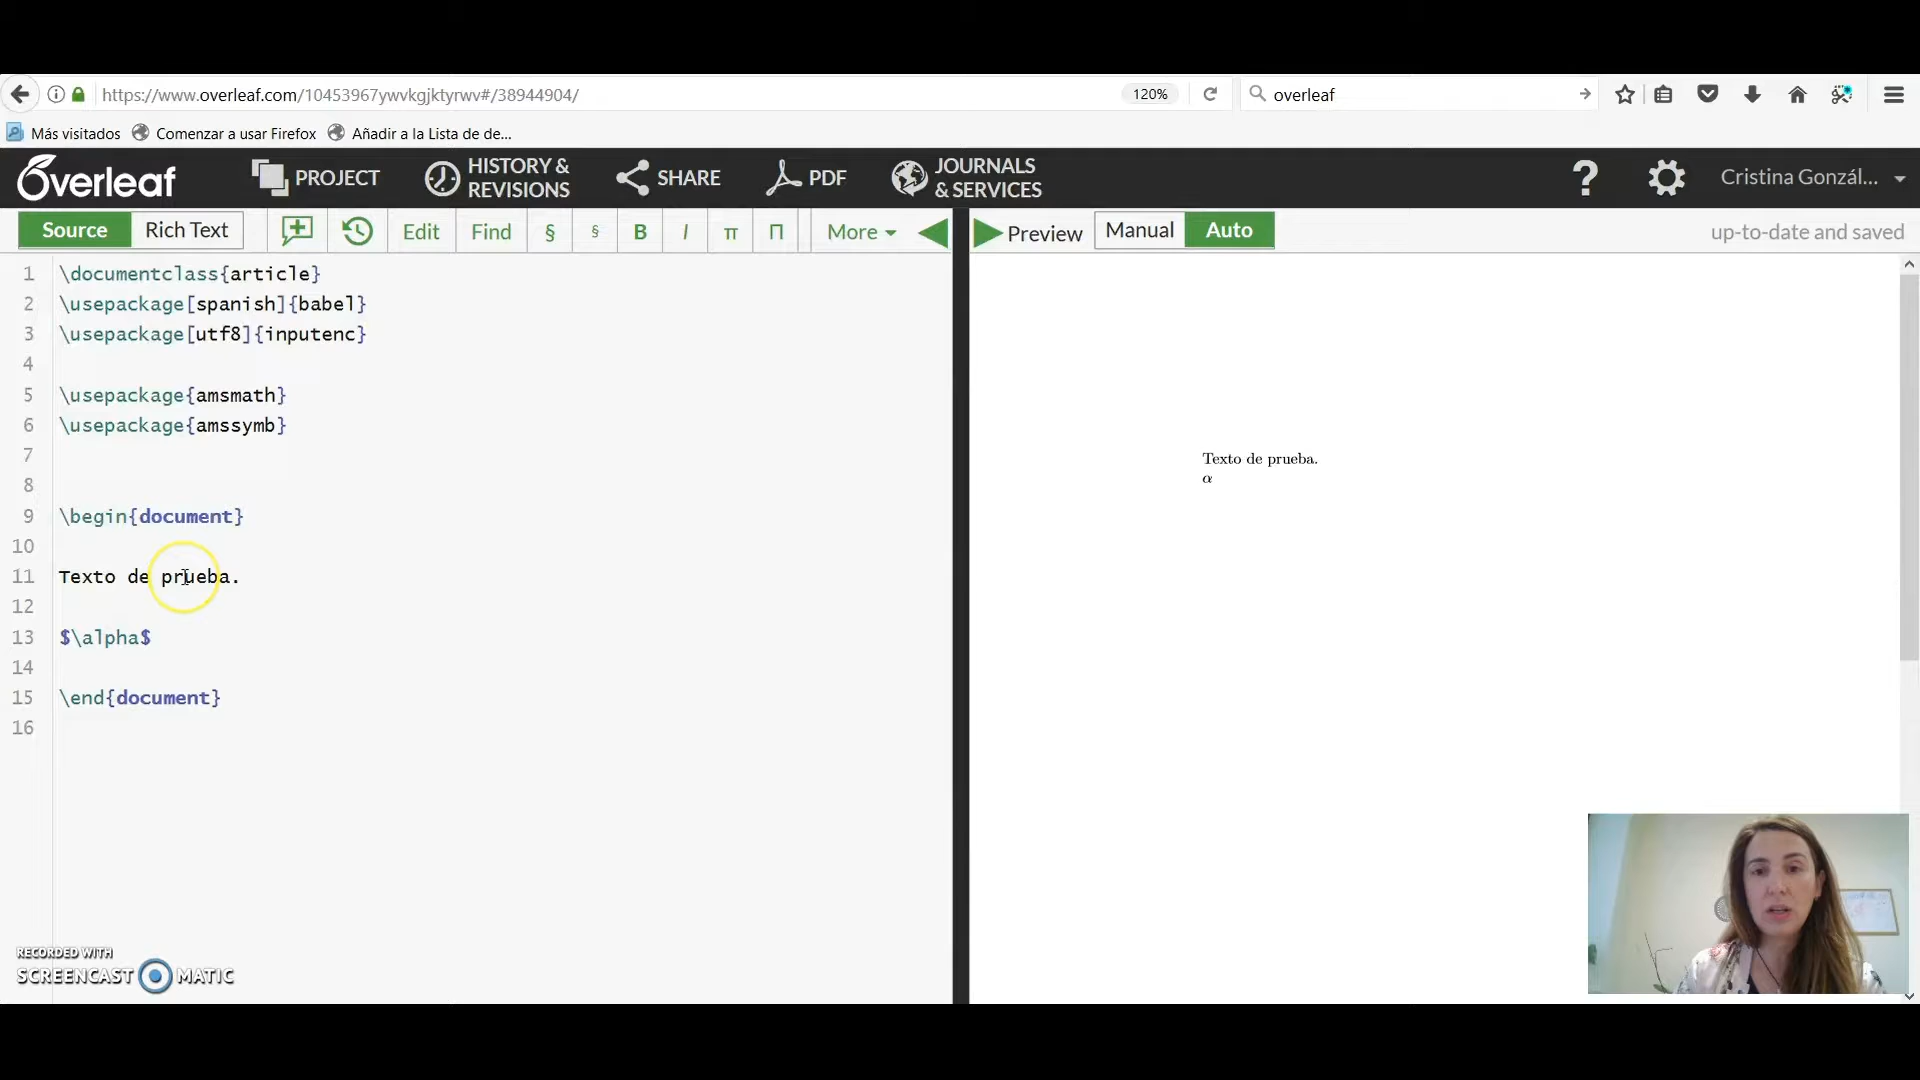 https://www.overleaf.com/10453967ywvkgjktyrwv#/38944904/
120%
overleaf
Más visitados
Comenzar a usar Firefox
Añadir a la Lista de de...
Overleaf
PROJECT
HISTORY & REVISIONS
SHARE
PDF
JOURNALS & SERVICES
?
Cristina Gonzál...
Source
Rich Text
Edit
Find
§
§
B
I
π
Π
More
Preview
Manual
Auto
up-to-date and saved
1 \documentclass{article}
2 \usepackage[spanish]{babel}
3 \usepackage[utf8]{inputenc}
4
5 \usepackage{amsmath}
6 \usepackage{amssymb}
7
8
9 \begin{document}
10
11 Texto de prueba.
12
13 $\alpha$
14
15 \end{document}
16
Texto de prueba.
α
RECORDED WITH
SCREENCAST MATIC